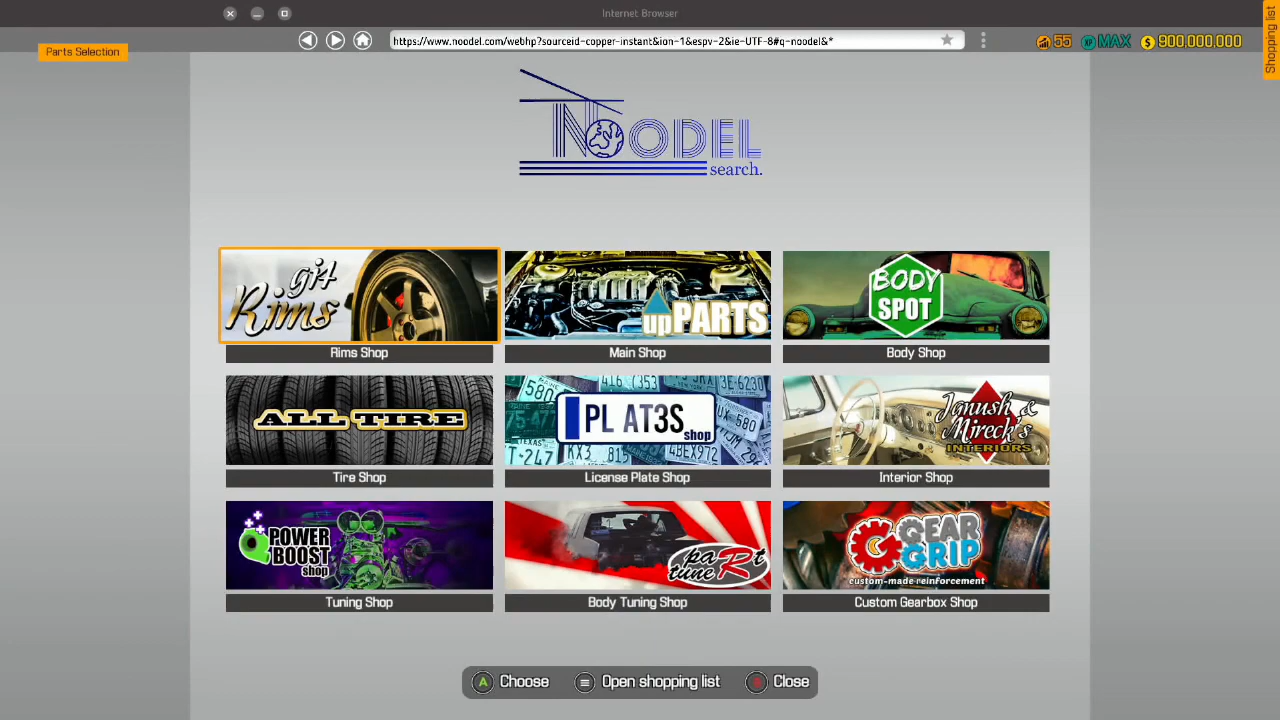 Internet Browser
Parts Selection
https://www.noodel.com/webhp?sourceid-copper-instant&ion-1&espv-2&ie-UTF-8#q-noodel&*
55
XP MAX
$ 900,000,000
Shopping list
NOODEL
search.
git
Rims
upPARTS
BODY
SPOT
Rims Shop
Main Shop
Body Shop
ALL TIRE
PL AT3S
shop
Janush &
Mireck's
INTERIORS
Tire Shop
License Plate Shop
Interior Shop
POWER
BOOST
shop
paRt
tuneR
GEAR
GRIP
custom-made reinforcement
Tuning Shop
Body Tuning Shop
Custom Gearbox Shop
A Choose
Open shopping list
Close